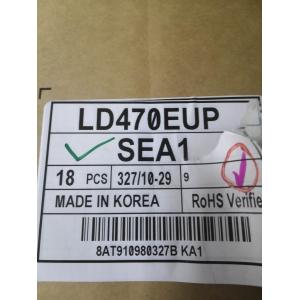 LD470EUP
SEA1
18 PCS 327/10-29 9
MADE IN KOREA RoHS Verifie
8AT910980327B KA1